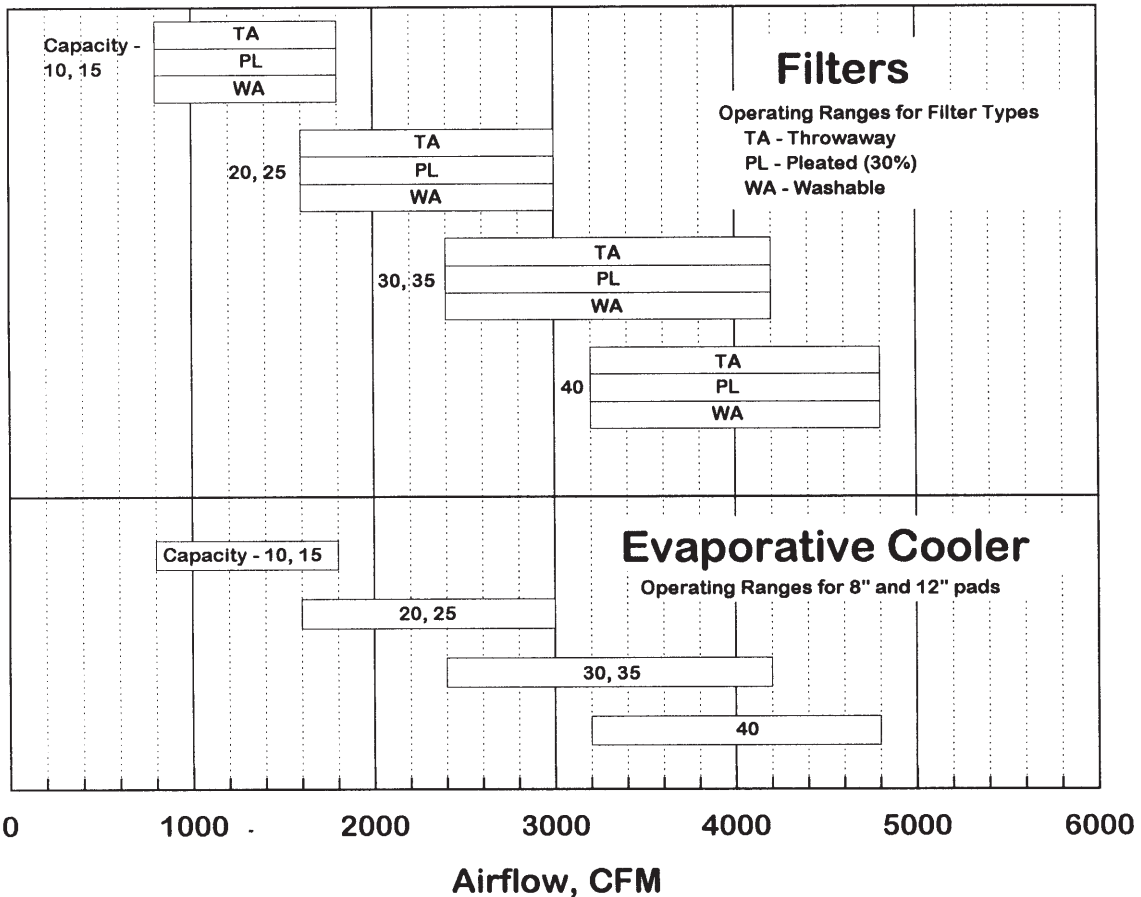 Capacity -
10, 15
TA
PL
WA
Filters
Operating Ranges for Filter Types
TA - Throwaway
PL - Pleated (30%)
WA - Washable
20, 25
TA
PL
WA
30, 35
TA
PL
WA
40
TA
PL
WA
Evaporative Cooler
Operating Ranges for 8" and 12" pads
Capacity - 10, 15
20, 25
30, 35
40
0 1000 2000 3000 4000 5000 6000
Airflow, CFM